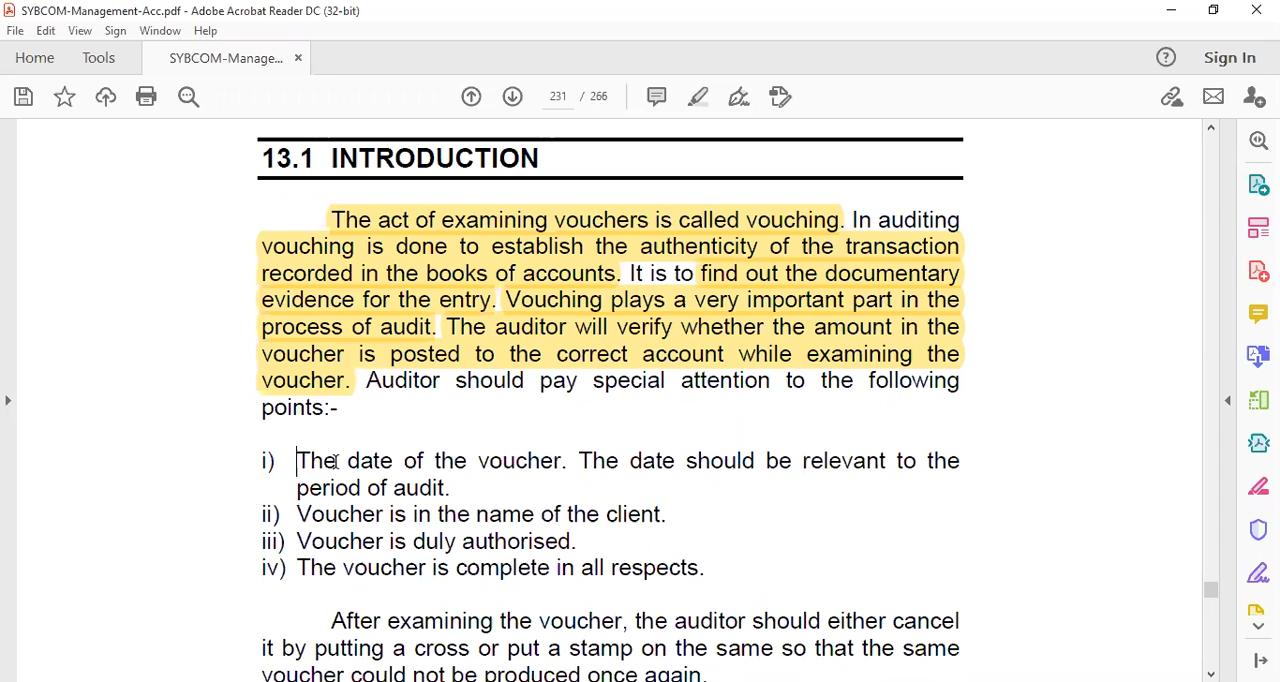 SYBCOM-Management-Acc.pdf - Adobe Acrobat Reader DC (32-bit)
File Edit View Sign Window Help
Home Tools SYBCOM-Manage... × Sign In
231 / 266
13.1 INTRODUCTION
The act of examining vouchers is called vouching. In auditing
vouching is done to establish the authenticity of the transaction
recorded in the books of accounts. It is to find out the documentary
evidence for the entry. Vouching plays a very important part in the
process of audit. The auditor will verify whether the amount in the
voucher is posted to the correct account while examining the
voucher. Auditor should pay special attention to the following
points:-
i) The date of the voucher. The date should be relevant to the
period of audit.
ii) Voucher is in the name of the client.
iii) Voucher is duly authorised.
iv) The voucher is complete in all respects.
After examining the voucher, the auditor should either cancel
it by putting a cross or put a stamp on the same so that the same
voucher could not be produced once again.